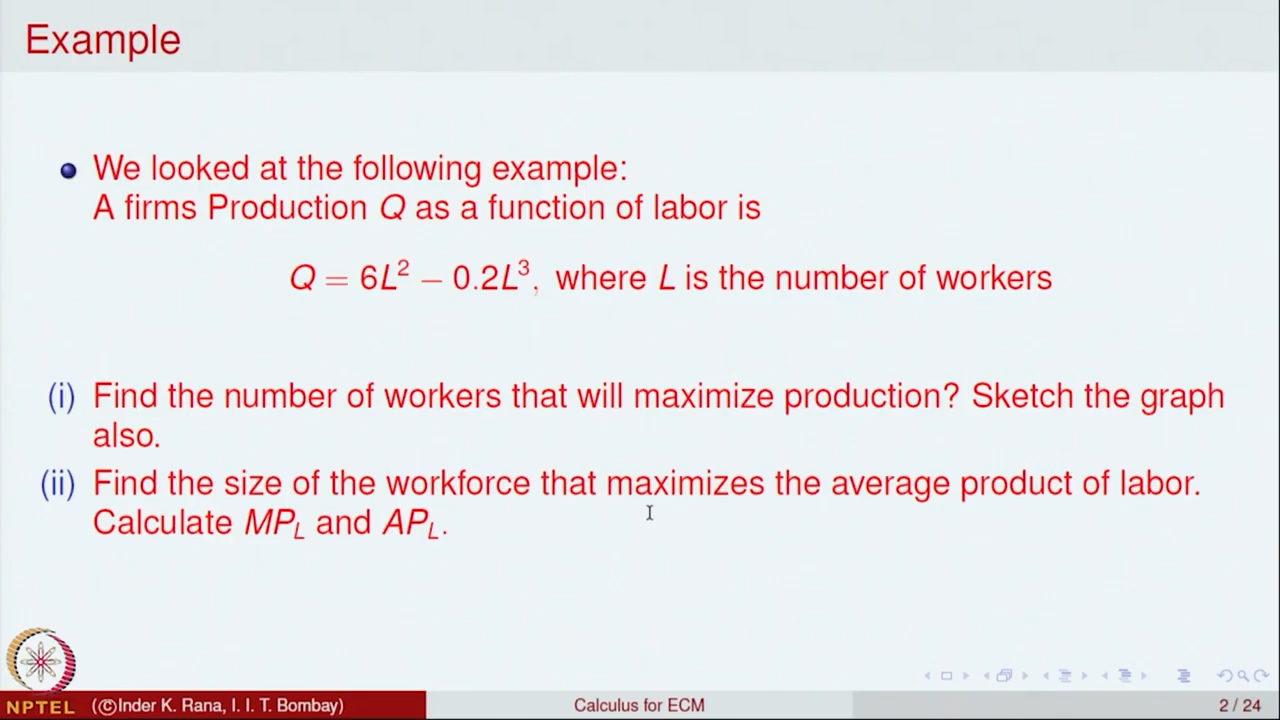 Example
We looked at the following example:
A firms Production Q as a function of labor is
Q = 6L² − 0.2L³, where L is the number of workers
(i) Find the number of workers that will maximize production? Sketch the graph
also.
(ii) Find the size of the workforce that maximizes the average product of labor.
Calculate MP_L and AP_L.
NPTEL (©Inder K. Rana, I. I. T. Bombay) Calculus for ECM 2 / 24